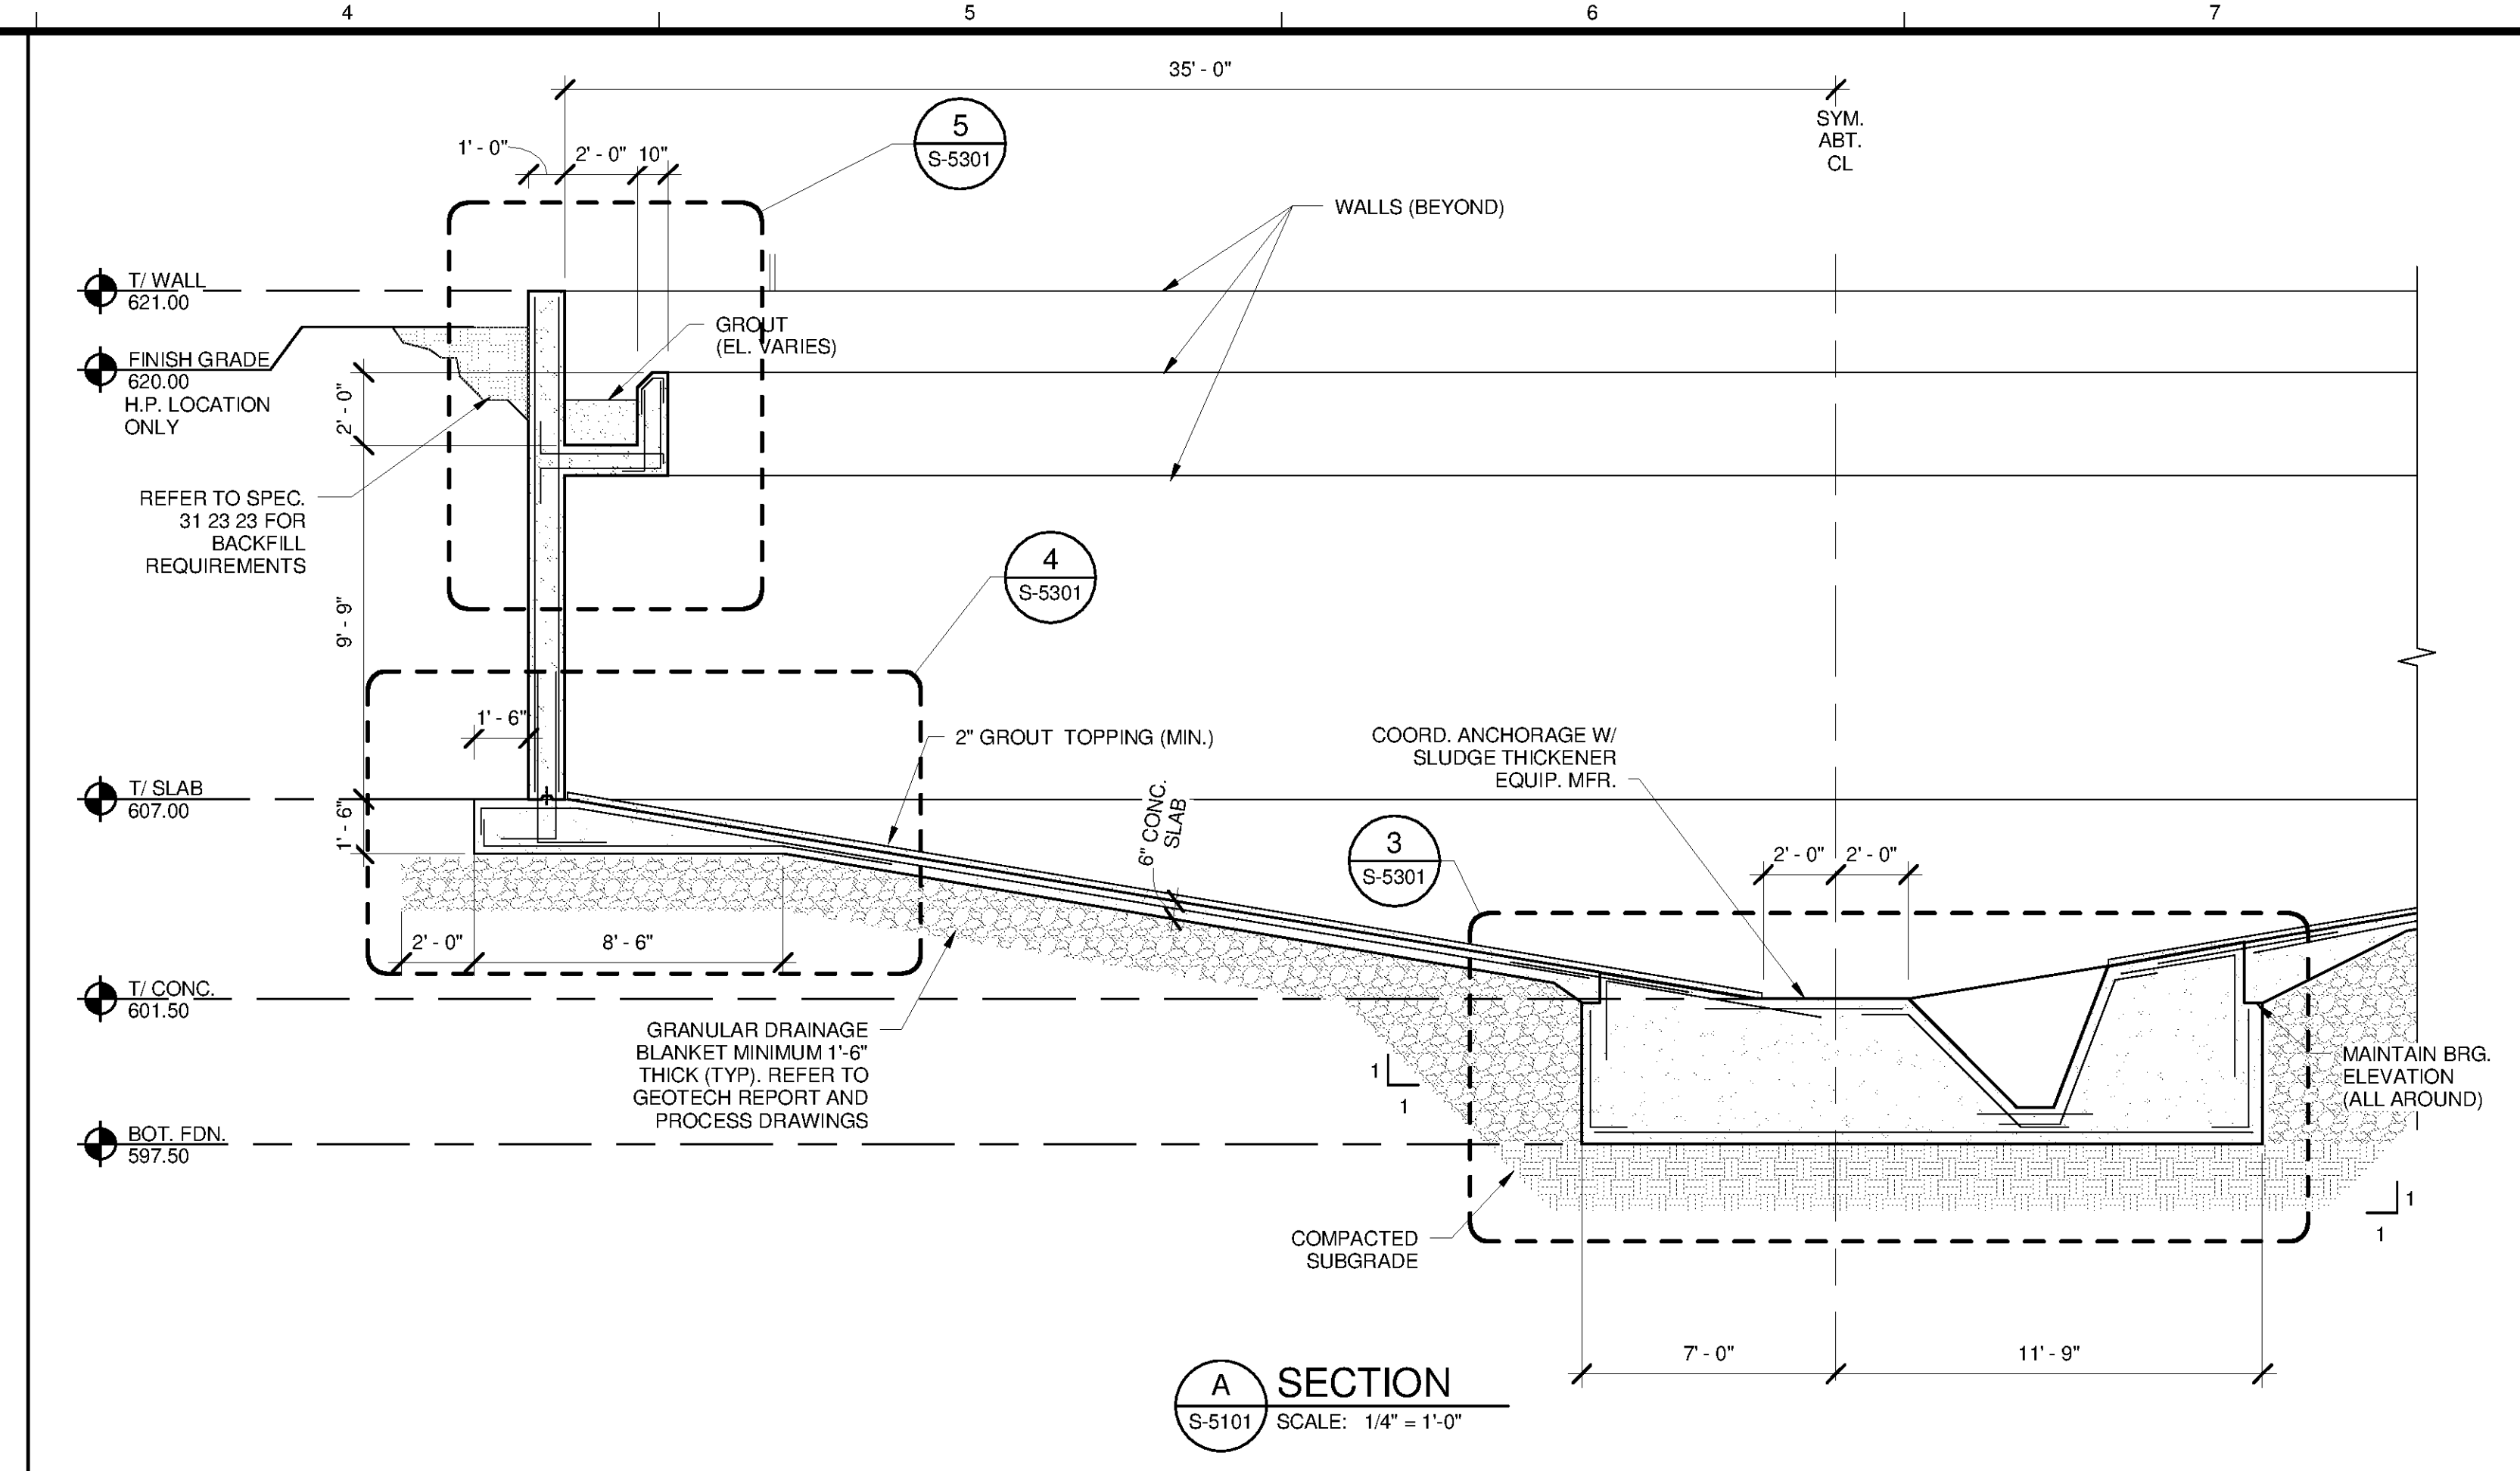 4
5
6
7
35' - 0"
SYM.
ABT.
CL
5
S-5301
1' - 0"
2' - 0"
10"
WALLS (BEYOND)
T/ WALL
621.00
GROUT
(EL. VARIES)
FINISH GRADE
620.00
H.P. LOCATION
ONLY
2' - 0"
REFER TO SPEC.
31 23 23 FOR
BACKFILL
REQUIREMENTS
4
S-5301
9' - 9"
1' - 6"
2" GROUT TOPPING (MIN.)
COORD. ANCHORAGE W/
SLUDGE THICKENER
EQUIP. MFR.
T/ SLAB
607.00
1' - 6"
6" CONC.
SLAB
3
S-5301
2' - 0"
2' - 0"
2' - 0"
8' - 6"
T/ CONC.
601.50
GRANULAR DRAINAGE
BLANKET MINIMUM 1'-6"
THICK (TYP). REFER TO
GEOTECH REPORT AND
PROCESS DRAWINGS
1
1
MAINTAIN BRG.
ELEVATION
(ALL AROUND)
BOT. FDN.
597.50
1
1
COMPACTED
SUBGRADE
7' - 0"
11' - 9"
A
S-5101
SECTION
SCALE: 1/4" = 1'-0"